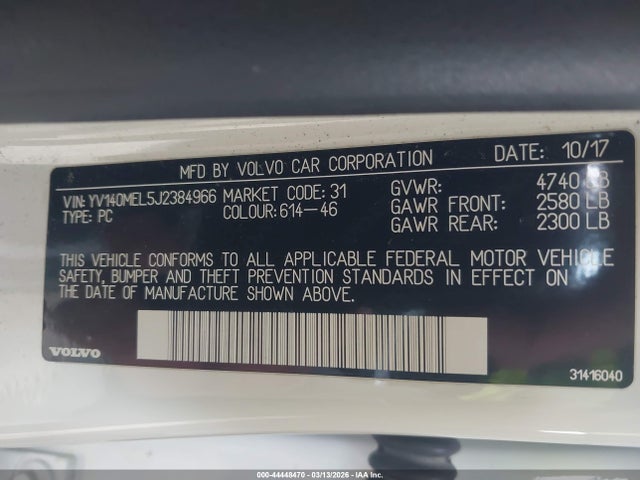 MFD BY VOLVO CAR CORPORATION DATE: 10/17
VIN: YV140MEL5J2384966 MARKET CODE: 31 GVWR: 4740 LB
TYPE: PC COLOUR: 614-46 GAWR FRONT: 2580 LB
GAWR REAR: 2300 LB
THIS VEHICLE CONFORMS TO ALL APPLICABLE FEDERAL MOTOR VEHICLE
SAFETY, BUMPER AND THEFT PREVENTION STANDARDS IN EFFECT ON
THE DATE OF MANUFACTURE SHOWN ABOVE.
VOLVO
31416040
000-44448470 | 03/13/2026 - IAAI.COM